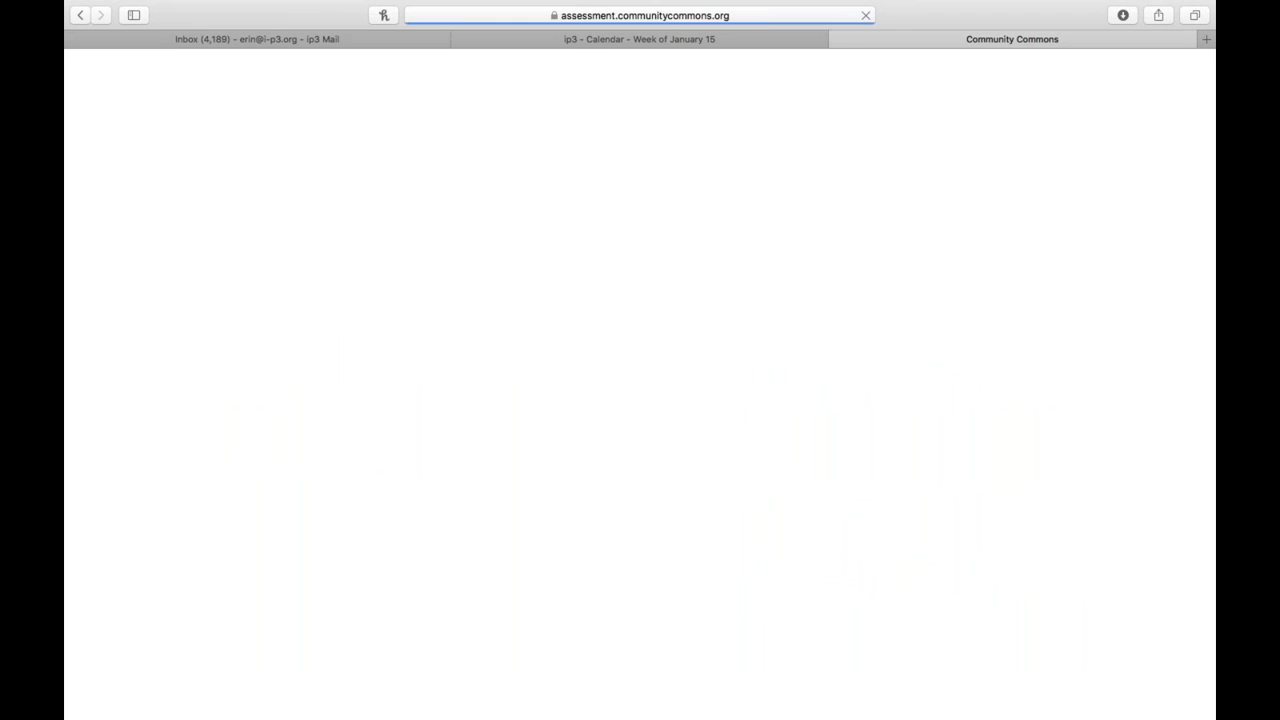 assessment.communitycommons.org
Inbox (4,189) - erin@i-p3.org - ip3 Mail
ip3 - Calendar - Week of January 15
Community Commons